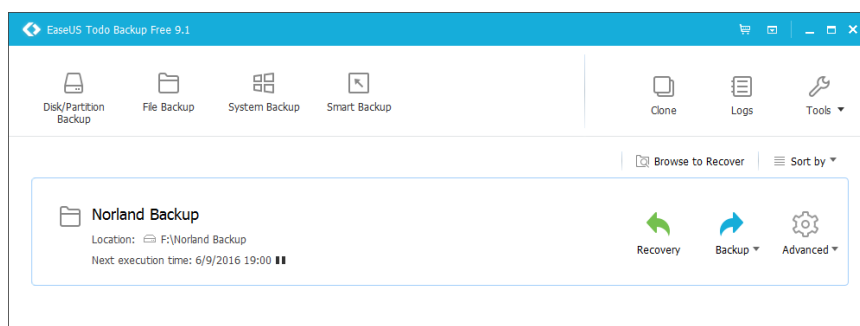 EaseUS Todo Backup Free 9.1
Disk/Partition
Backup
File Backup
System Backup
Smart Backup
Clone
Logs
Tools
Browse to Recover
Sort by
Norland Backup
Location: F:\Norland Backup
Next execution time: 6/9/2016 19:00
Recovery
Backup
Advanced